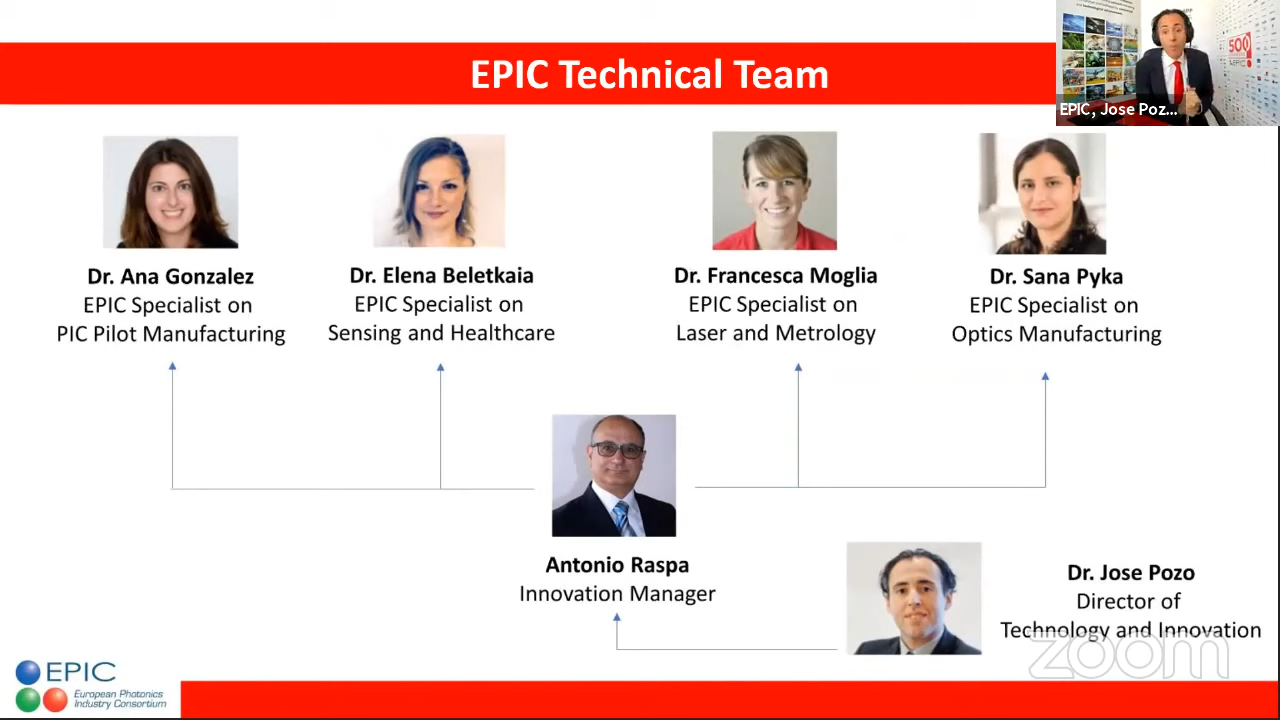 EPIC Technical Team
500
EPIC, Jose Poz...
Dr. Ana Gonzalez
EPIC Specialist on
PIC Pilot Manufacturing
Dr. Elena Beletkaia
EPIC Specialist on
Sensing and Healthcare
Dr. Francesca Moglia
EPIC Specialist on
Laser and Metrology
Dr. Sana Pyka
EPIC Specialist on
Optics Manufacturing
Antonio Raspa
Innovation Manager
Dr. Jose Pozo
Director of
Technology and Innovation
zoom
EPIC
European Photonics
Industry Consortium